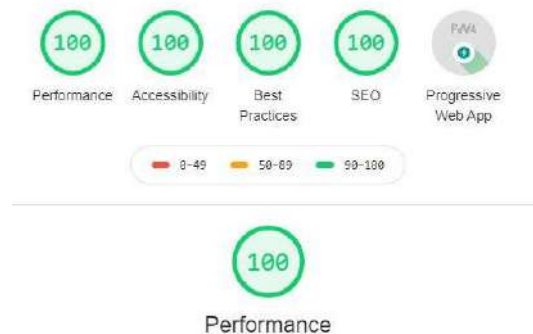 100 100 100 100 PWA
Performance Accessibility Best Practices SEO Progressive Web App
0-49 50-89 90-100
100
Performance